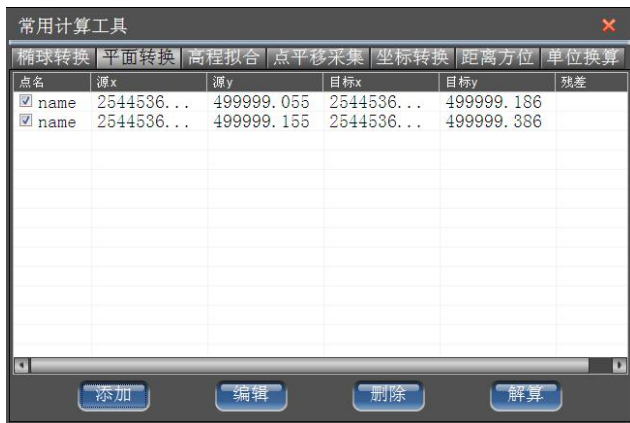 常用计算工具
椭球转换 平面转换 高程拟合 点平移采集 坐标转换 距离方位 单位换算
点名 源x 源y 目标x 目标y 残差
name 2544536... 499999.055 2544536... 499999.186
name 2544536... 499999.155 2544536... 499999.386
添加 编辑 删除 解算